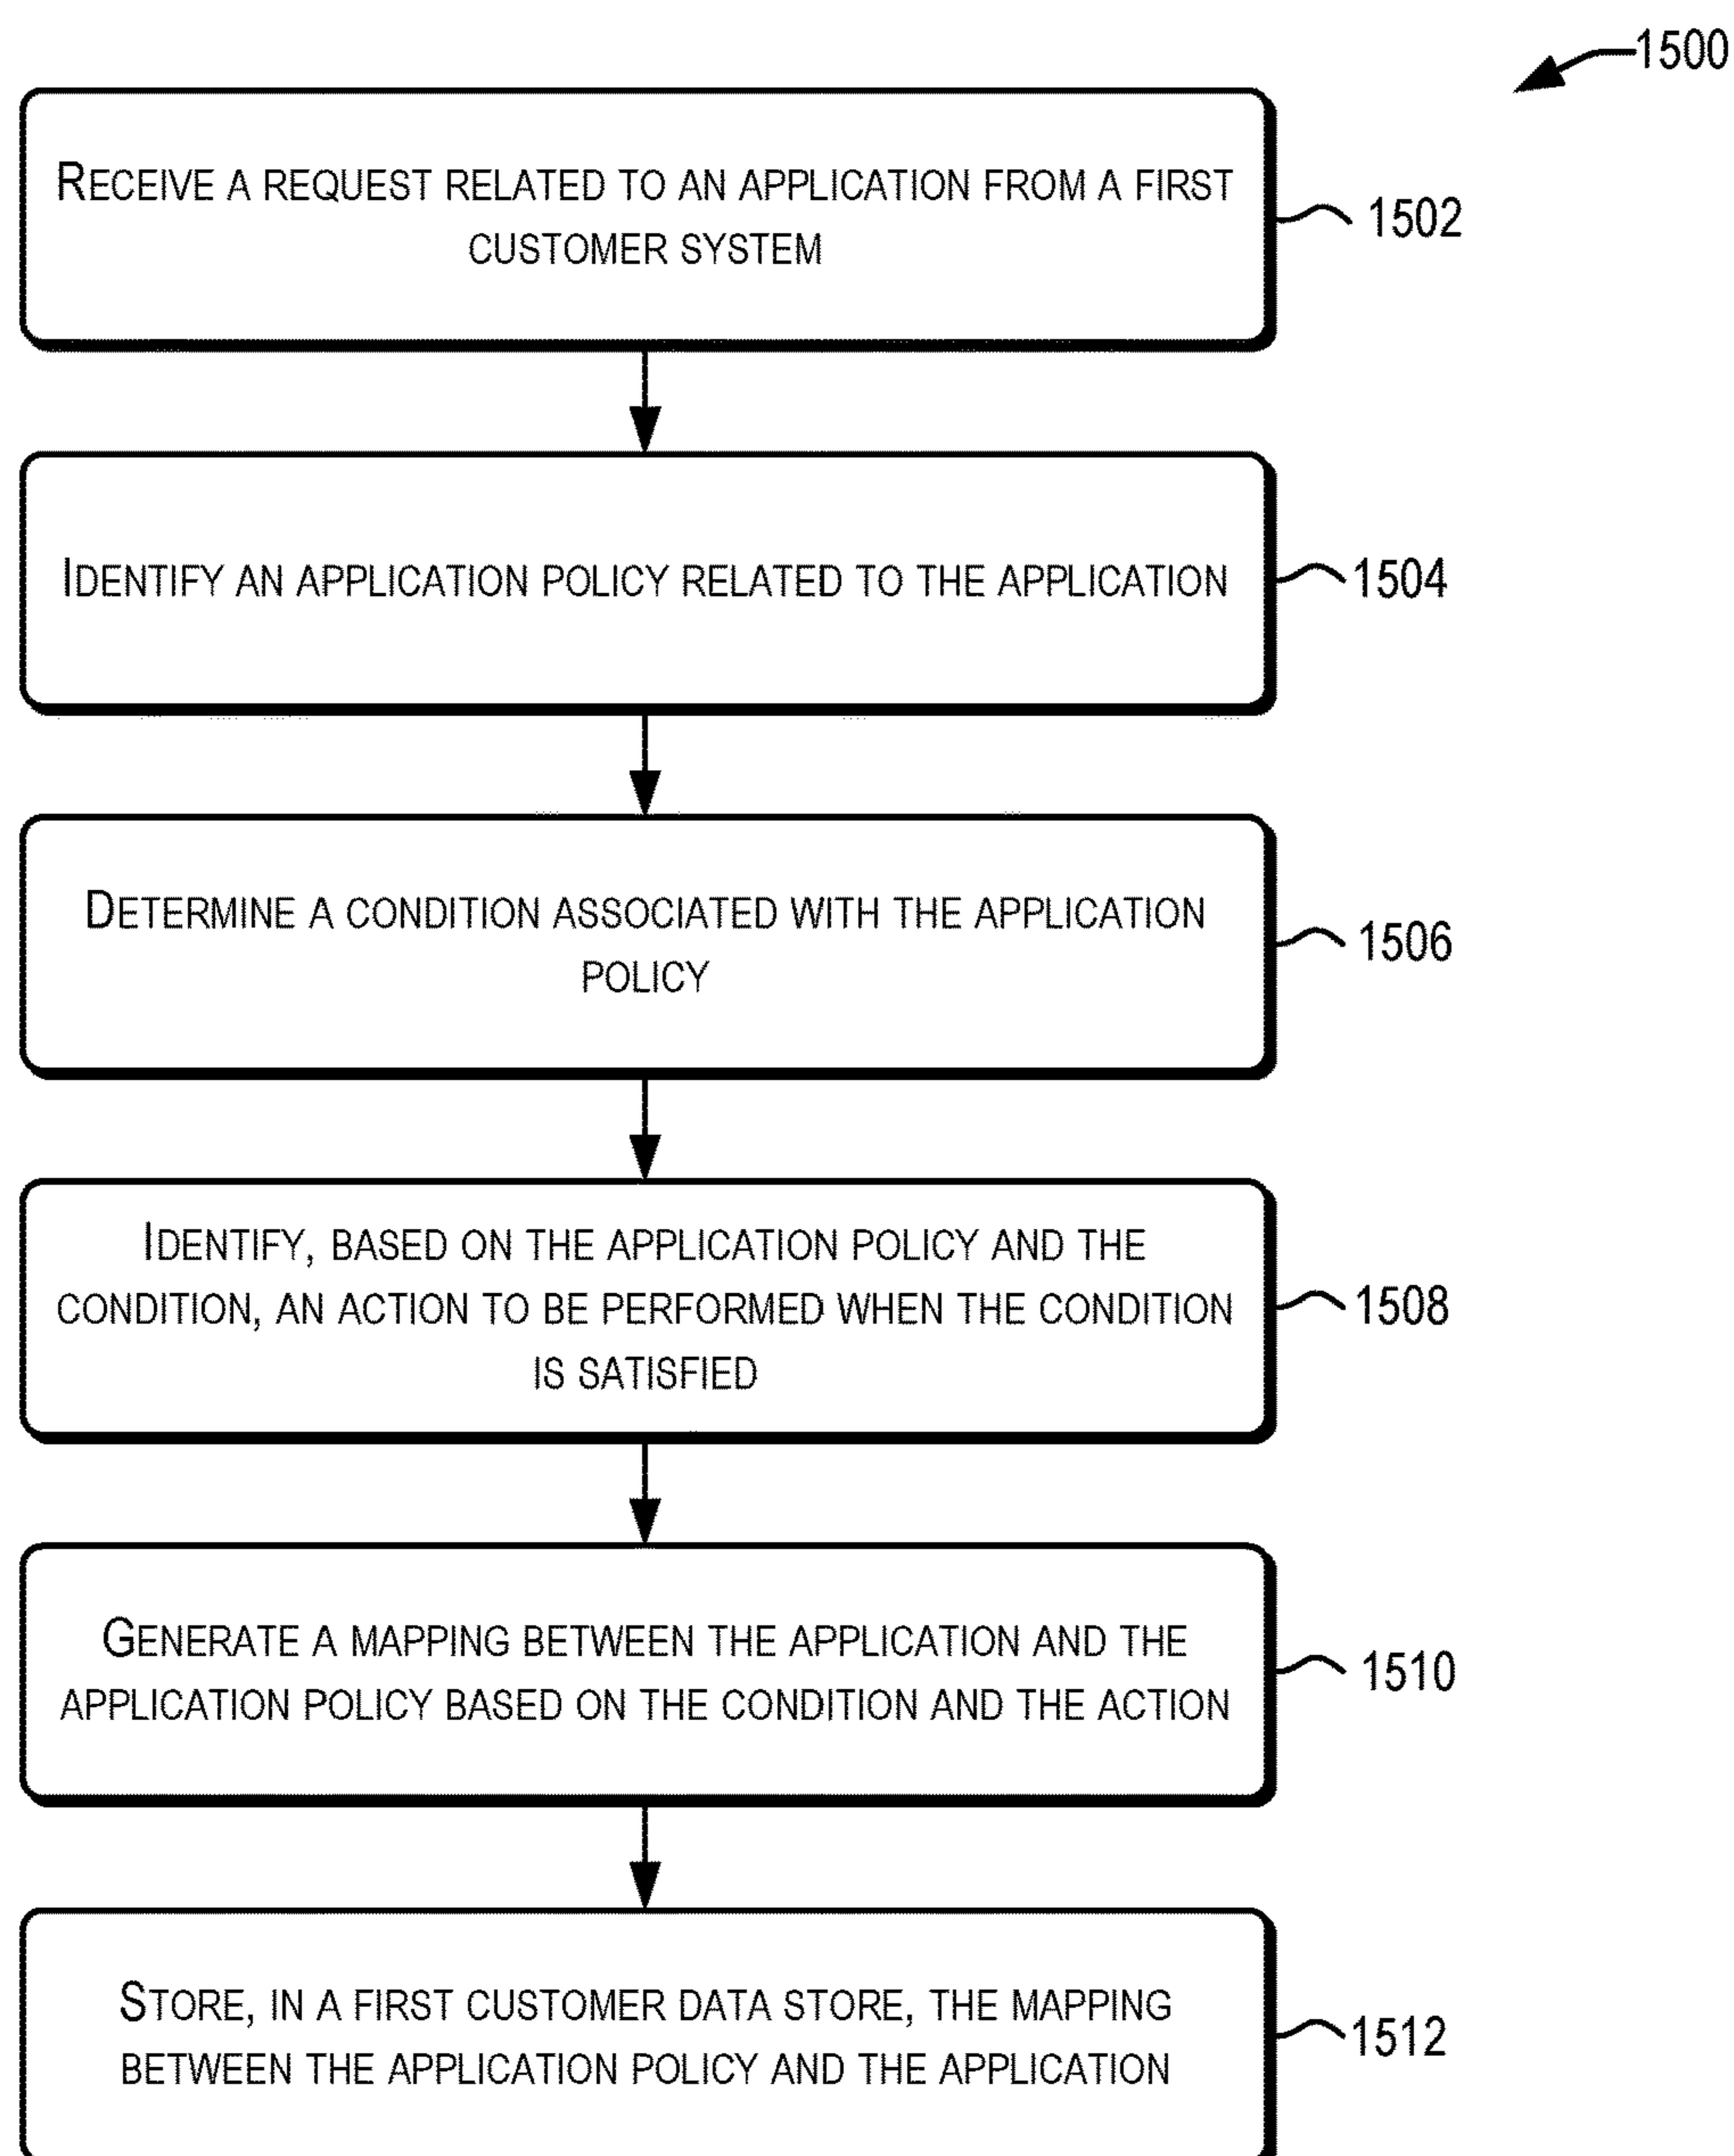 1500
RECEIVE A REQUEST RELATED TO AN APPLICATION FROM A FIRST
CUSTOMER SYSTEM
1502
IDENTIFY AN APPLICATION POLICY RELATED TO THE APPLICATION
1504
DETERMINE A CONDITION ASSOCIATED WITH THE APPLICATION
POLICY
1506
IDENTIFY, BASED ON THE APPLICATION POLICY AND THE
CONDITION, AN ACTION TO BE PERFORMED WHEN THE CONDITION
IS SATISFIED
1508
GENERATE A MAPPING BETWEEN THE APPLICATION AND THE
APPLICATION POLICY BASED ON THE CONDITION AND THE ACTION
1510
STORE, IN A FIRST CUSTOMER DATA STORE, THE MAPPING
BETWEEN THE APPLICATION POLICY AND THE APPLICATION
1512